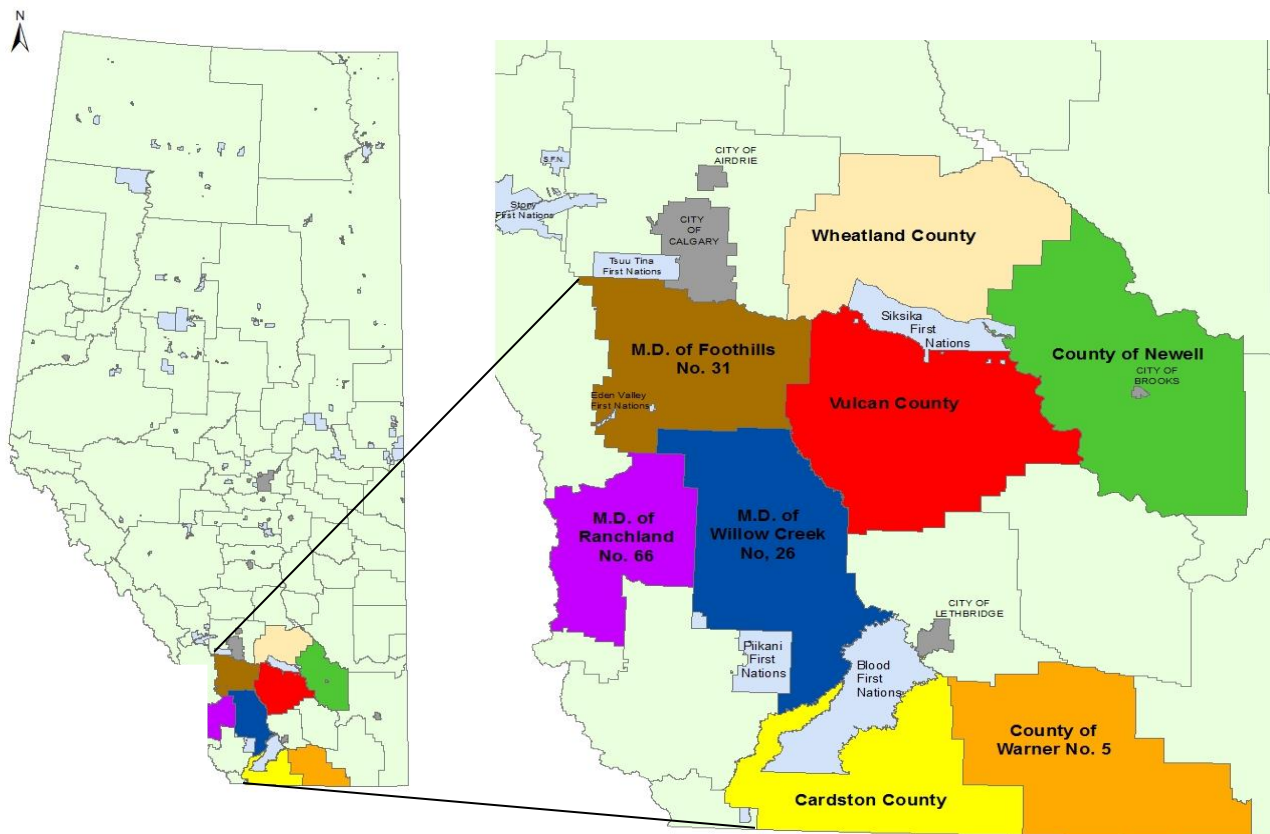 N
CITY OF
AIRDRIE
S.F.N.
Stony
First Nations
CITY
OF
CALGARY
Wheatland County
Tsuu Tina
First Nations
Siksika
First
Nations
M.D. of Foothills
No. 31
County of Newell
CITY OF
BROOKS
Eden Valley
First Nations
Vulcan County
M.D. of
Ranchland
No. 66
M.D. of
Willow Creek
No, 26
CITY OF
LETHBRIDGE
Piikani
First
Nations
Blood
First
Nations
County of
Warner No. 5
Cardston County